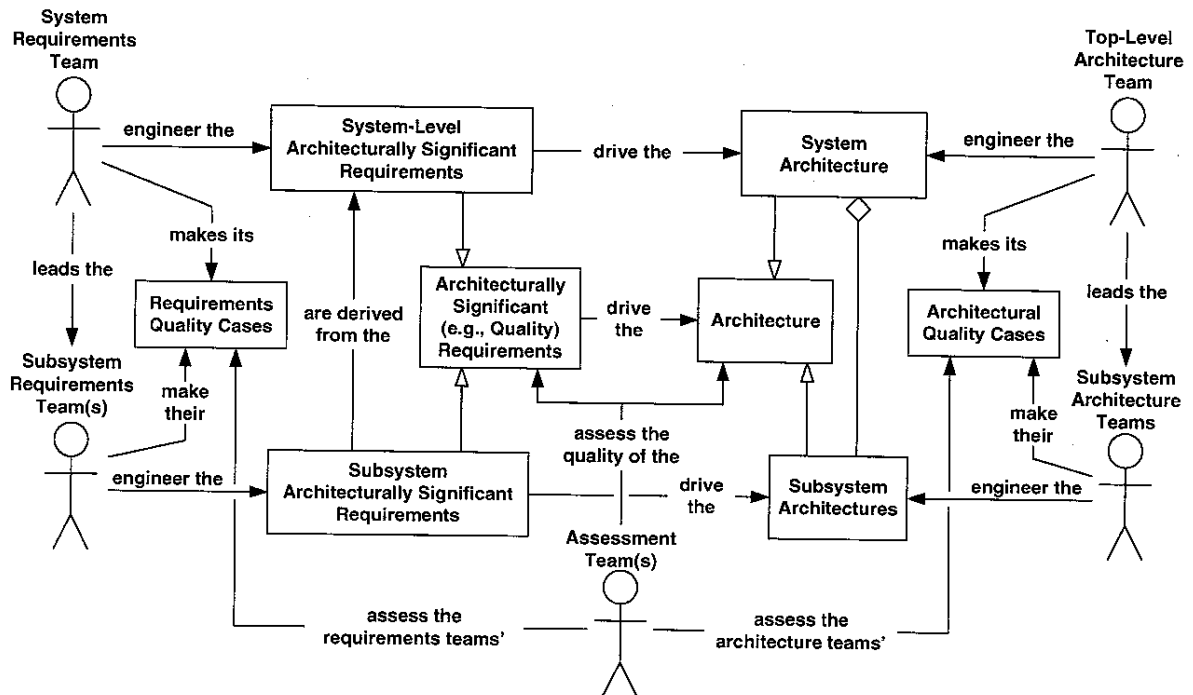 System
Requirements
Team
Top-Level
Architecture
Team
engineer the
System-Level
Architecturally Significant
Requirements
drive the
System
Architecture
engineer the
makes its
makes its
leads the
leads the
Requirements
Quality Cases
are derived
from the
Architecturally
Significant
(e.g., Quality)
Requirements
drive
the
Architecture
Architectural
Quality Cases
Subsystem
Requirements
Team(s)
make
their
assess the
quality of the
make
their
Subsystem
Architecture
Teams
engineer the
Subsystem
Architecturally Significant
Requirements
drive
the
Subsystem
Architectures
engineer the
Assessment
Team(s)
assess the
requirements teams'
assess the
architecture teams'